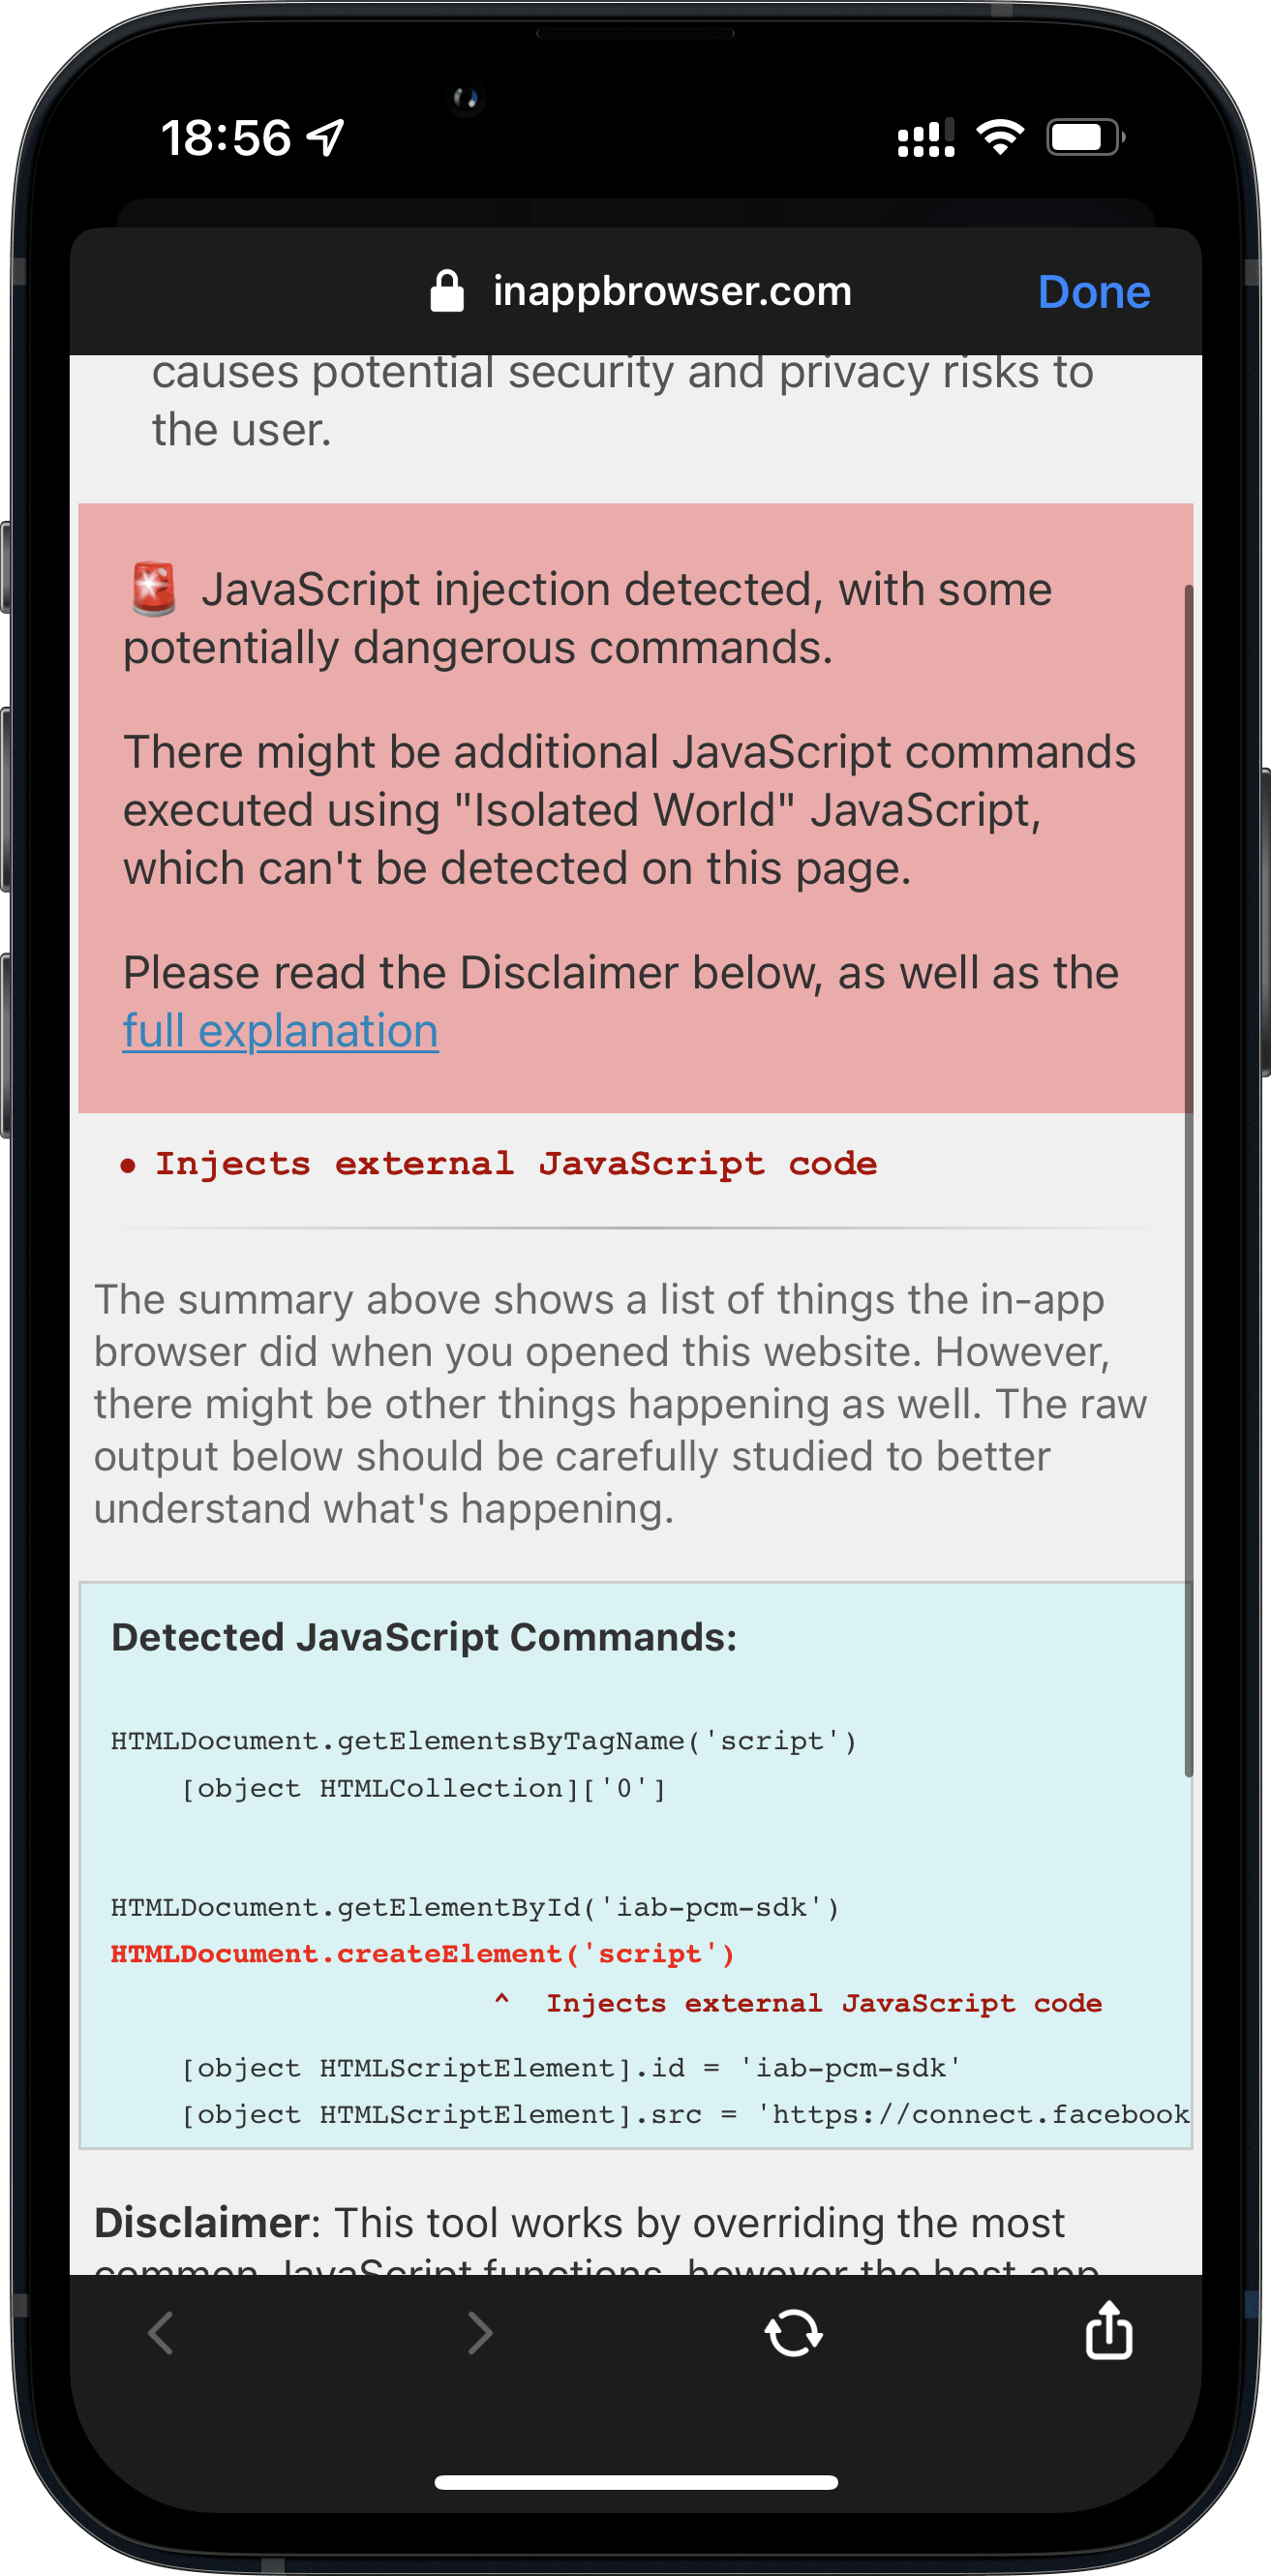 18:56
inappbrowser.com
Done
causes potential security and privacy risks to
the user.
🚨 JavaScript injection detected, with some
potentially dangerous commands.
There might be additional JavaScript commands
executed using "Isolated World" JavaScript,
which can't be detected on this page.
Please read the Disclaimer below, as well as the
full explanation
• Injects external JavaScript code
The summary above shows a list of things the in-app
browser did when you opened this website. However,
there might be other things happening as well. The raw
output below should be carefully studied to better
understand what's happening.
Detected JavaScript Commands:
HTMLDocument.getElementsByTagName('script')
[object HTMLCollection]['0']
HTMLDocument.getElementById('iab-pcm-sdk')
HTMLDocument.createElement('script')
^ Injects external JavaScript code
[object HTMLScriptElement].id = 'iab-pcm-sdk'
[object HTMLScriptElement].src = 'https://connect.facebook
Disclaimer: This tool works by overriding the most
common JavaScript functions, however the host app